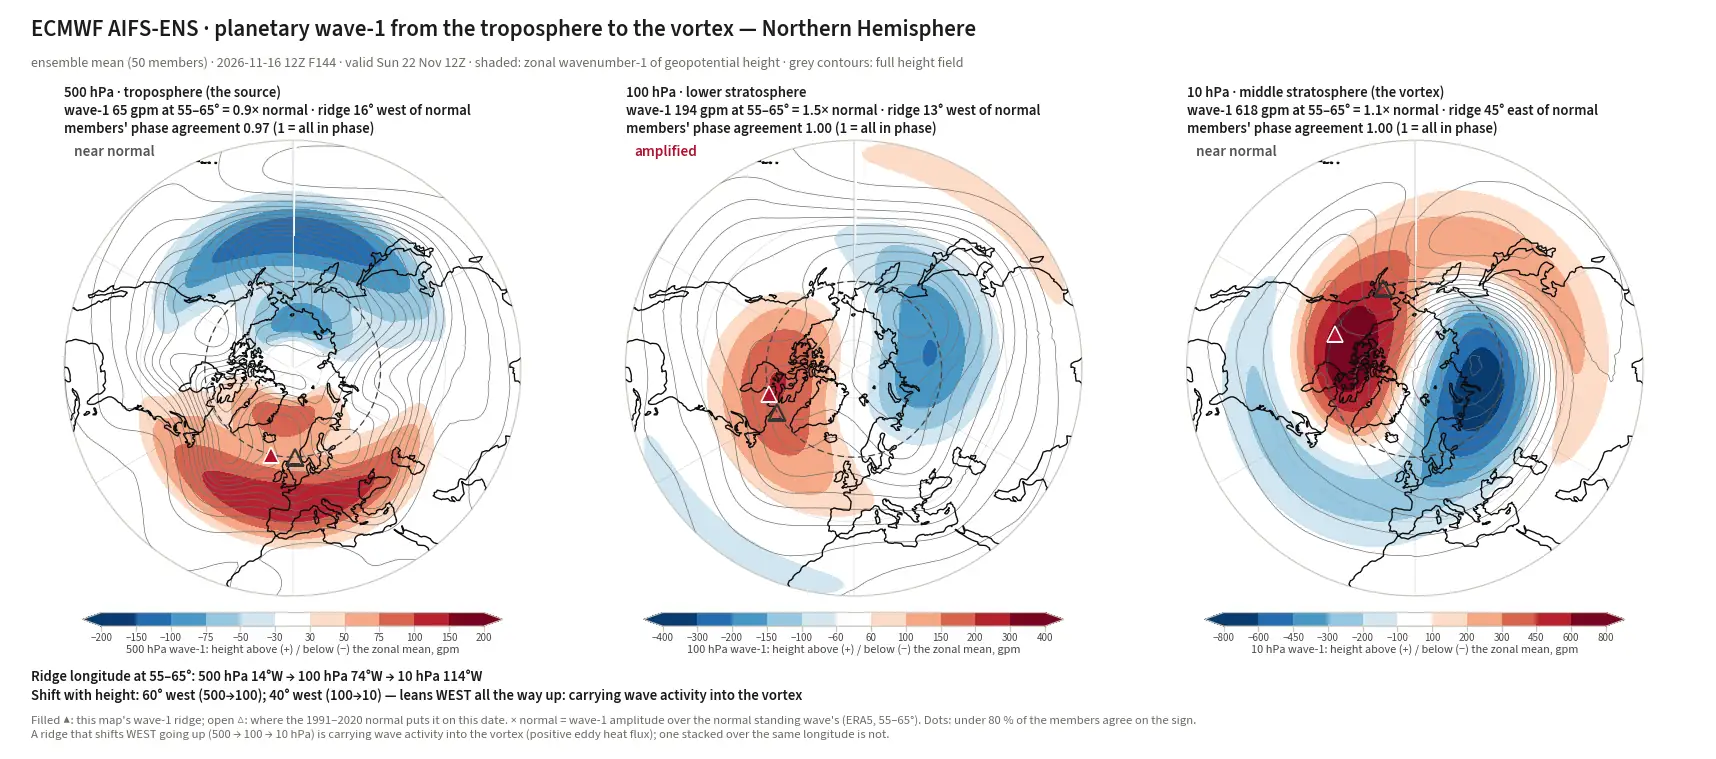 ECMWF AIFS-ENS · planetary wave-1 from the troposphere to the vortex — Northern Hemisphere
ensemble mean (50 members) · 2026-11-16 12Z F144 · valid Sun 22 Nov 12Z · shaded: zonal wavenumber-1 of geopotential height · grey contours: full height field
500 hPa · troposphere (the source)
wave-1 65 gpm at 55–65° = 0.9× normal · ridge 16° west of normal
members' phase agreement 0.97 (1 = all in phase)
near normal
100 hPa · lower stratosphere
wave-1 194 gpm at 55–65° = 1.5× normal · ridge 13° west of normal
members' phase agreement 1.00 (1 = all in phase)
amplified
10 hPa · middle stratosphere (the vortex)
wave-1 618 gpm at 55–65° = 1.1× normal · ridge 45° east of normal
members' phase agreement 1.00 (1 = all in phase)
near normal
−200 −150 −100 −75 −50 −30 30 50 75 100 150 200
500 hPa wave-1: height above (+) / below (−) the zonal mean, gpm
−400 −300 −200 −150 −100 −60 60 100 150 200 300 400
100 hPa wave-1: height above (+) / below (−) the zonal mean, gpm
−800 −600 −450 −300 −200 −100 100 200 300 450 600 800
10 hPa wave-1: height above (+) / below (−) the zonal mean, gpm
Ridge longitude at 55–65°: 500 hPa 14°W → 100 hPa 74°W → 10 hPa 114°W
Shift with height: 60° west (500→100); 40° west (100→10) — leans WEST all the way up: carrying wave activity into the vortex
Filled ▲: this map's wave-1 ridge; open △: where the 1991–2020 normal puts it on this date. × normal = wave-1 amplitude over the normal standing wave's (ERA5, 55–65°). Dots: under 80 % of the members agree on the sign.
A ridge that shifts WEST going up (500 → 100 → 10 hPa) is carrying wave activity into the vortex (positive eddy heat flux); one stacked over the same longitude is not.